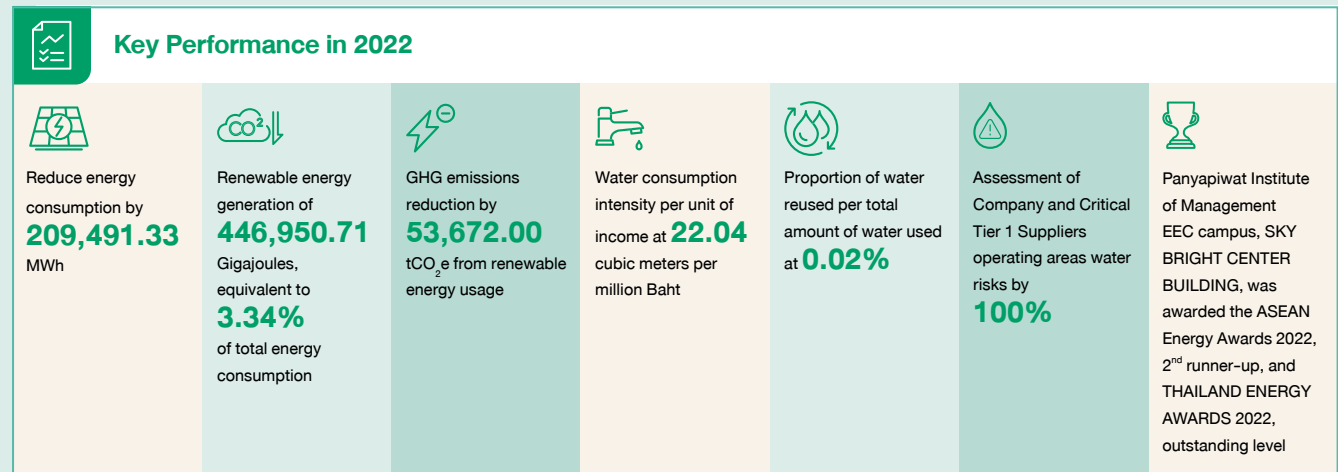 Key Performance in 2022
Reduce energy
consumption by
209,491.33
MWh
CO²
Renewable energy
generation of
446,950.71
Gigajoules,
equivalent to
3.34%
of total energy
consumption
GHG emissions
reduction by
53,672.00
tCO₂e from renewable
energy usage
Water consumption
intensity per unit of
income at 22.04
cubic meters per
million Baht
Proportion of water
reused per total
amount of water used
at 0.02%
Assessment of
Company and Critical
Tier 1 Suppliers
operating areas water
risks by
100%
Panyapiwat Institute
of Management
EEC campus, SKY
BRIGHT CENTER
BUILDING, was
awarded the ASEAN
Energy Awards 2022,
2nd runner-up, and
THAILAND ENERGY
AWARDS 2022,
outstanding level